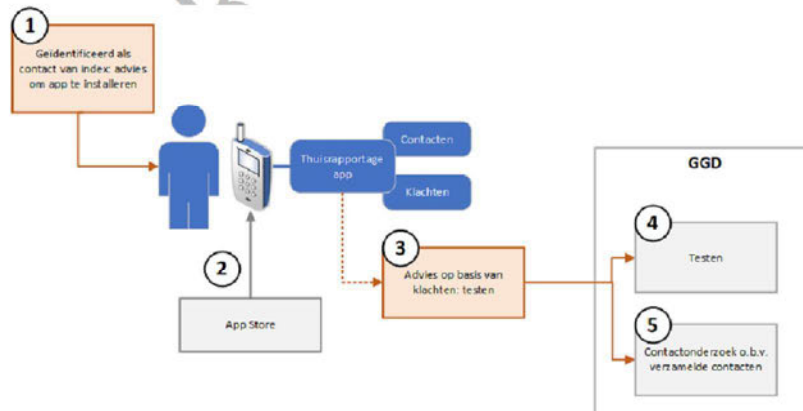 1
Geïdentificeerd als
contact van index: advies
om app te installeren
Thuisrapportage
app
Contacten
Klachten
2
App Store
3
Advies op basis van
klachten: testen
GGD
4
Testen
5
Contactonderzoek o.b.v.
verzamelde contacten